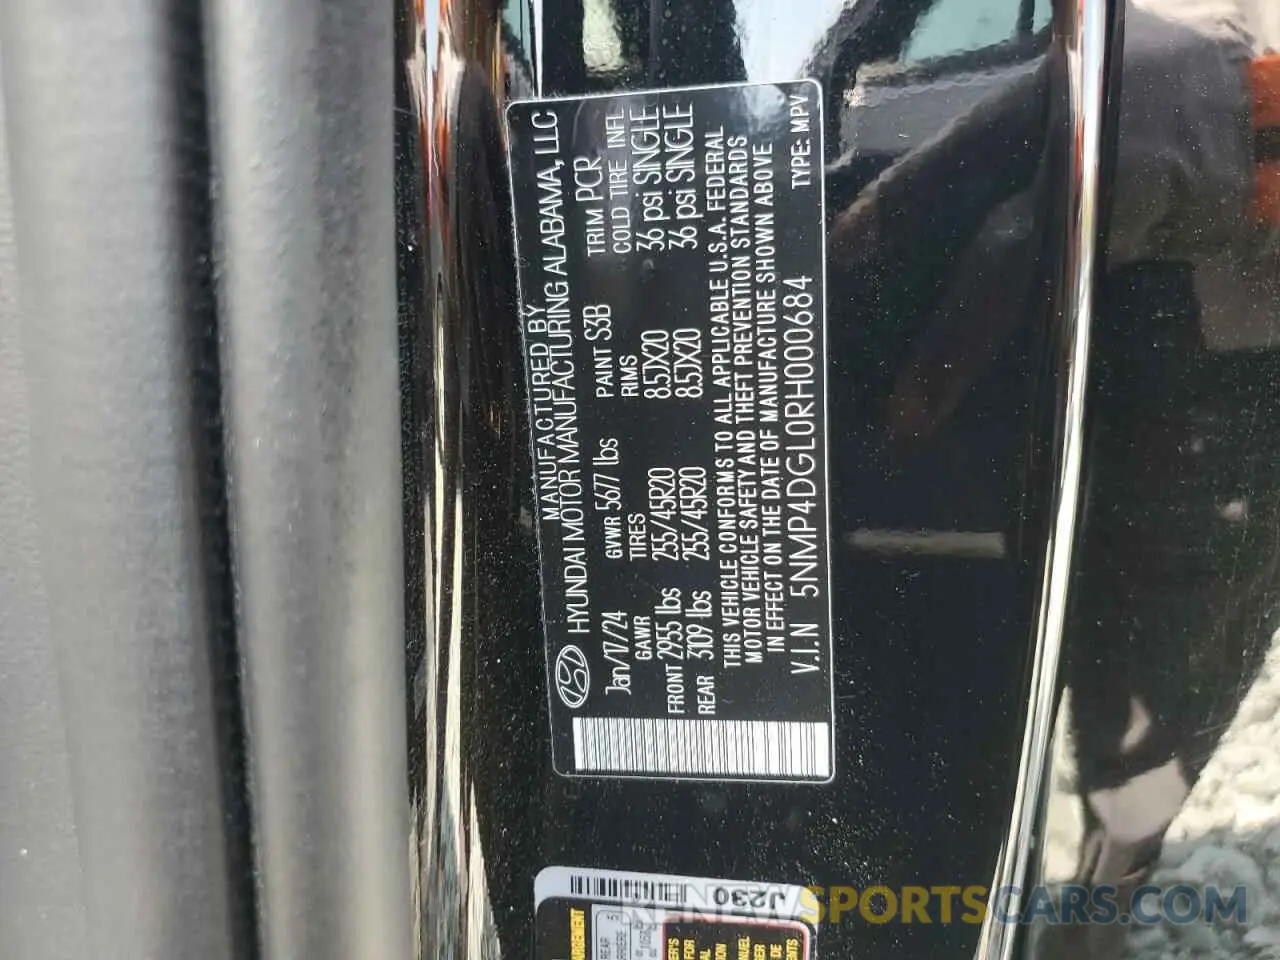 MANUFACTURED BY
HYUNDAI MOTOR MANUFACTURING ALABAMA, LLC
Jan/17/24 GVWR 5677 lbs PAINT S3B TRIM PCR
GAWR TIRES RIMS COLD TIRE INFL
FRONT 2955 lbs 255/45R20 8.5JX20 36 psi SINGLE
REAR 3109 lbs 255/45R20 8.5JX20 36 psi SINGLE
THIS VEHICLE CONFORMS TO ALL APPLICABLE U.S.A. FEDERAL
MOTOR VEHICLE SAFETY AND THEFT PREVENTION STANDARDS
IN EFFECT ON THE DATE OF MANUFACTURE SHOWN ABOVE
V.I.N 5NMP4DGL0RH000684 TYPE: MPV
J230
REAR 5
RENEWSPORTSCARS.COM